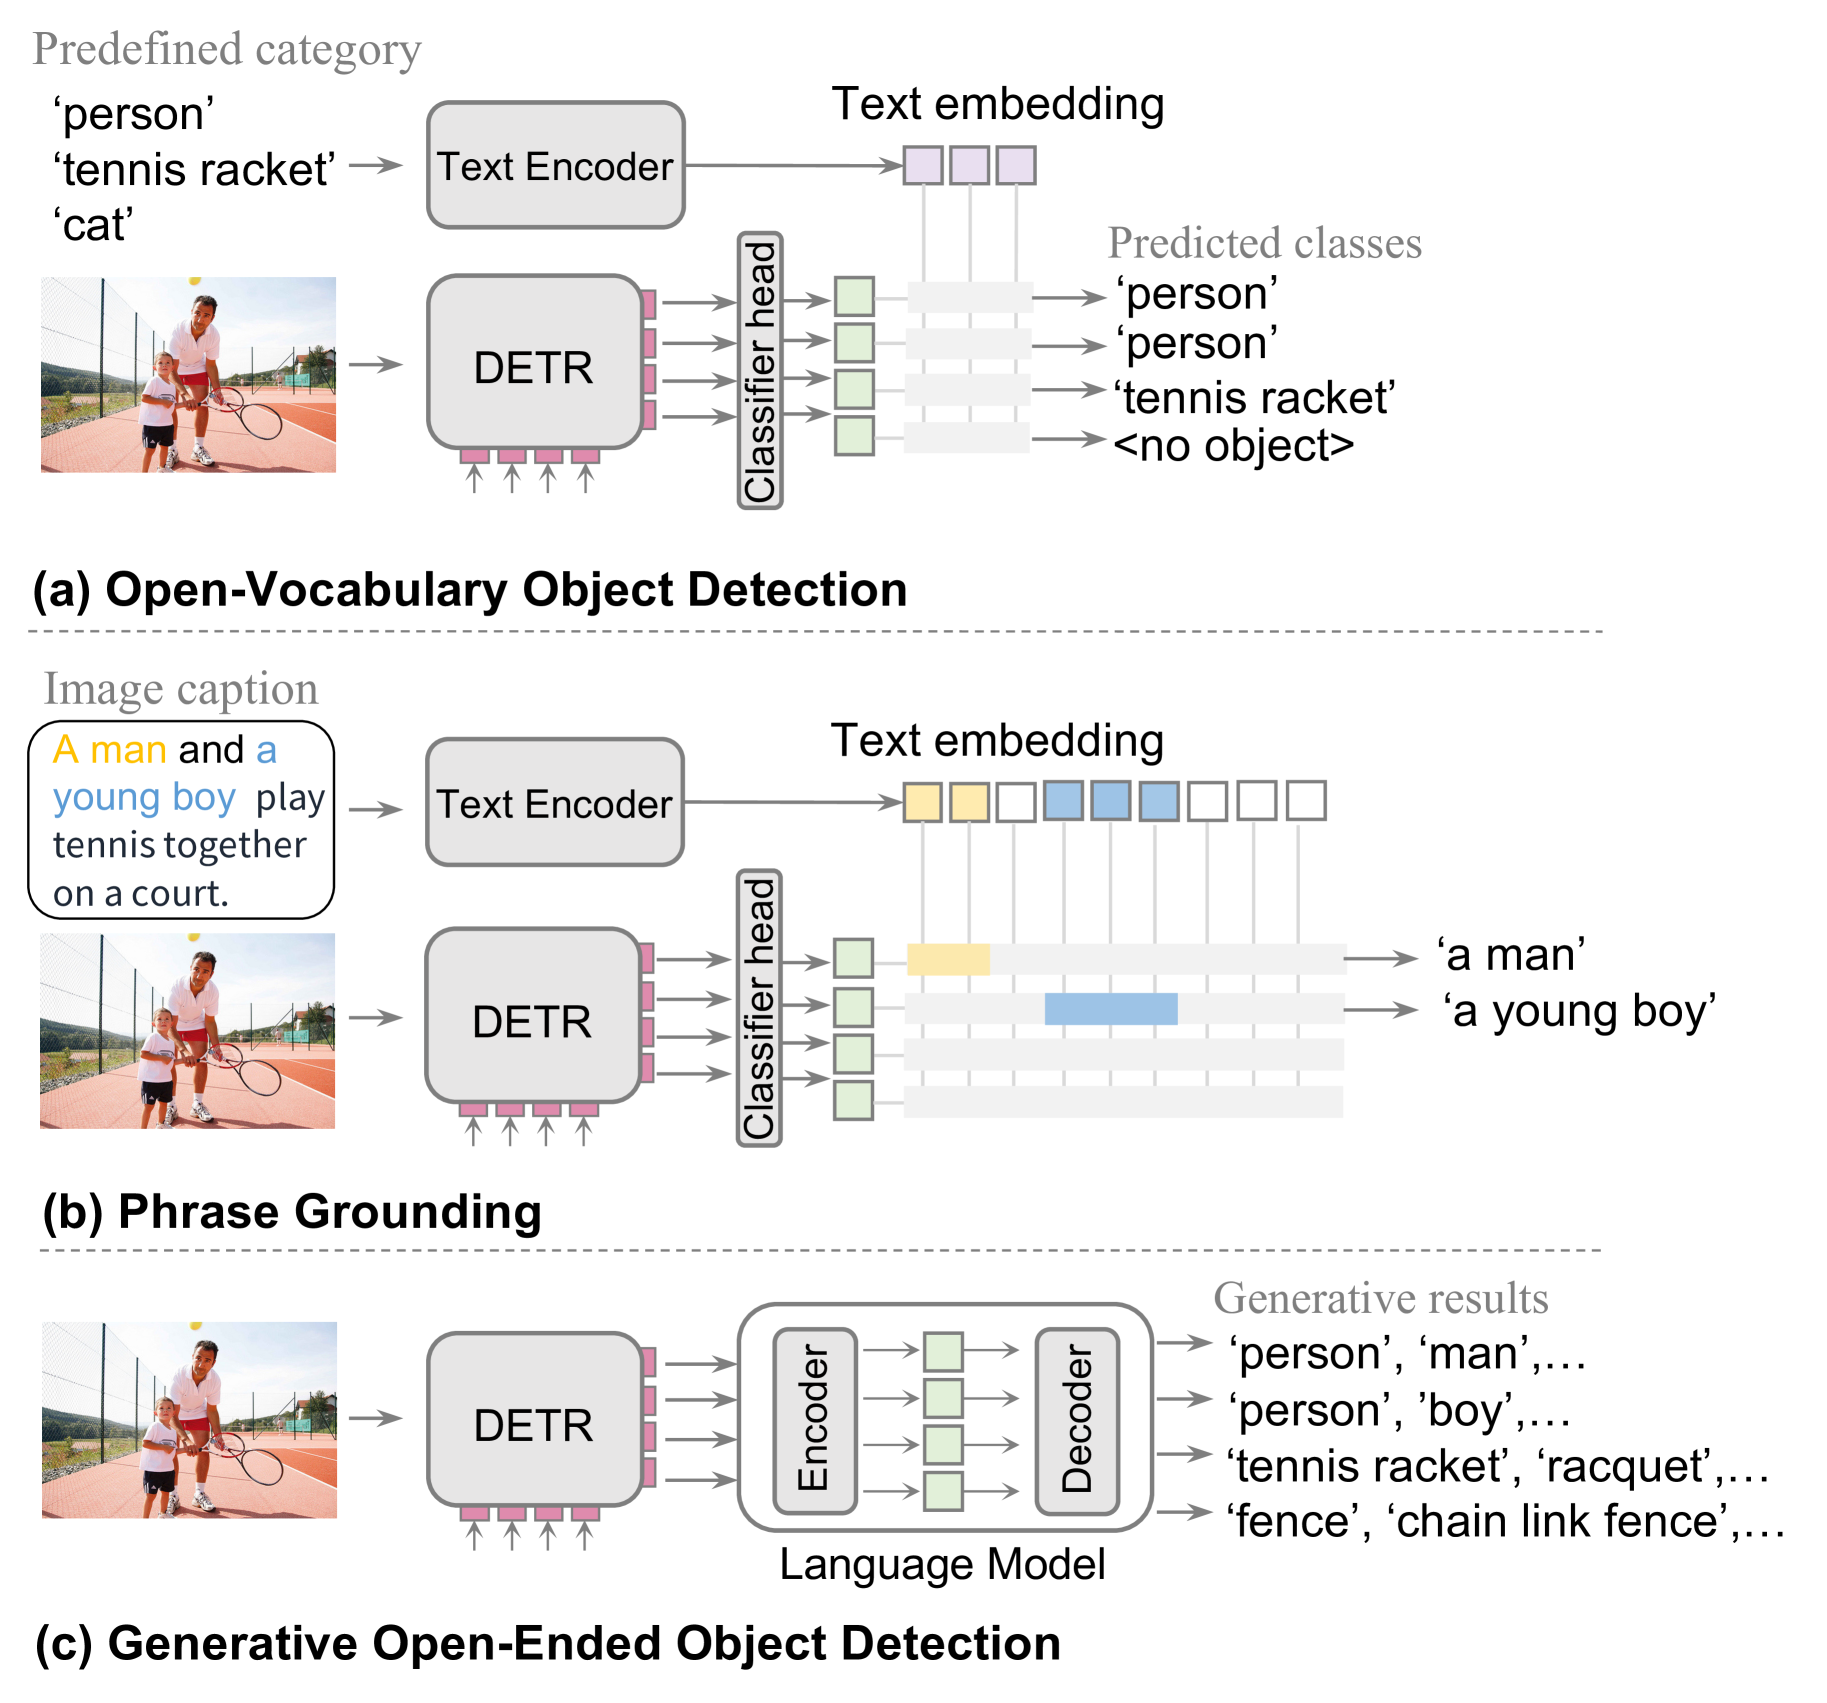 Predefined category
‘person’
‘tennis racket’
‘cat’
Text Encoder
Text embedding
DETR
Classifier head
Predicted classes
‘person’
‘person’
‘tennis racket’
<no object>
(a) Open-Vocabulary Object Detection
Image caption
A man and a
young boy play
tennis together
on a court.
Text Encoder
Text embedding
DETR
Classifier head
‘a man’
‘a young boy’
(b) Phrase Grounding
DETR
Encoder
Decoder
Language Model
Generative results
‘person’, ‘man’,...
‘person’, ’boy’,...
‘tennis racket’, ‘racquet’,...
‘fence’, ‘chain link fence’,...
(c) Generative Open-Ended Object Detection